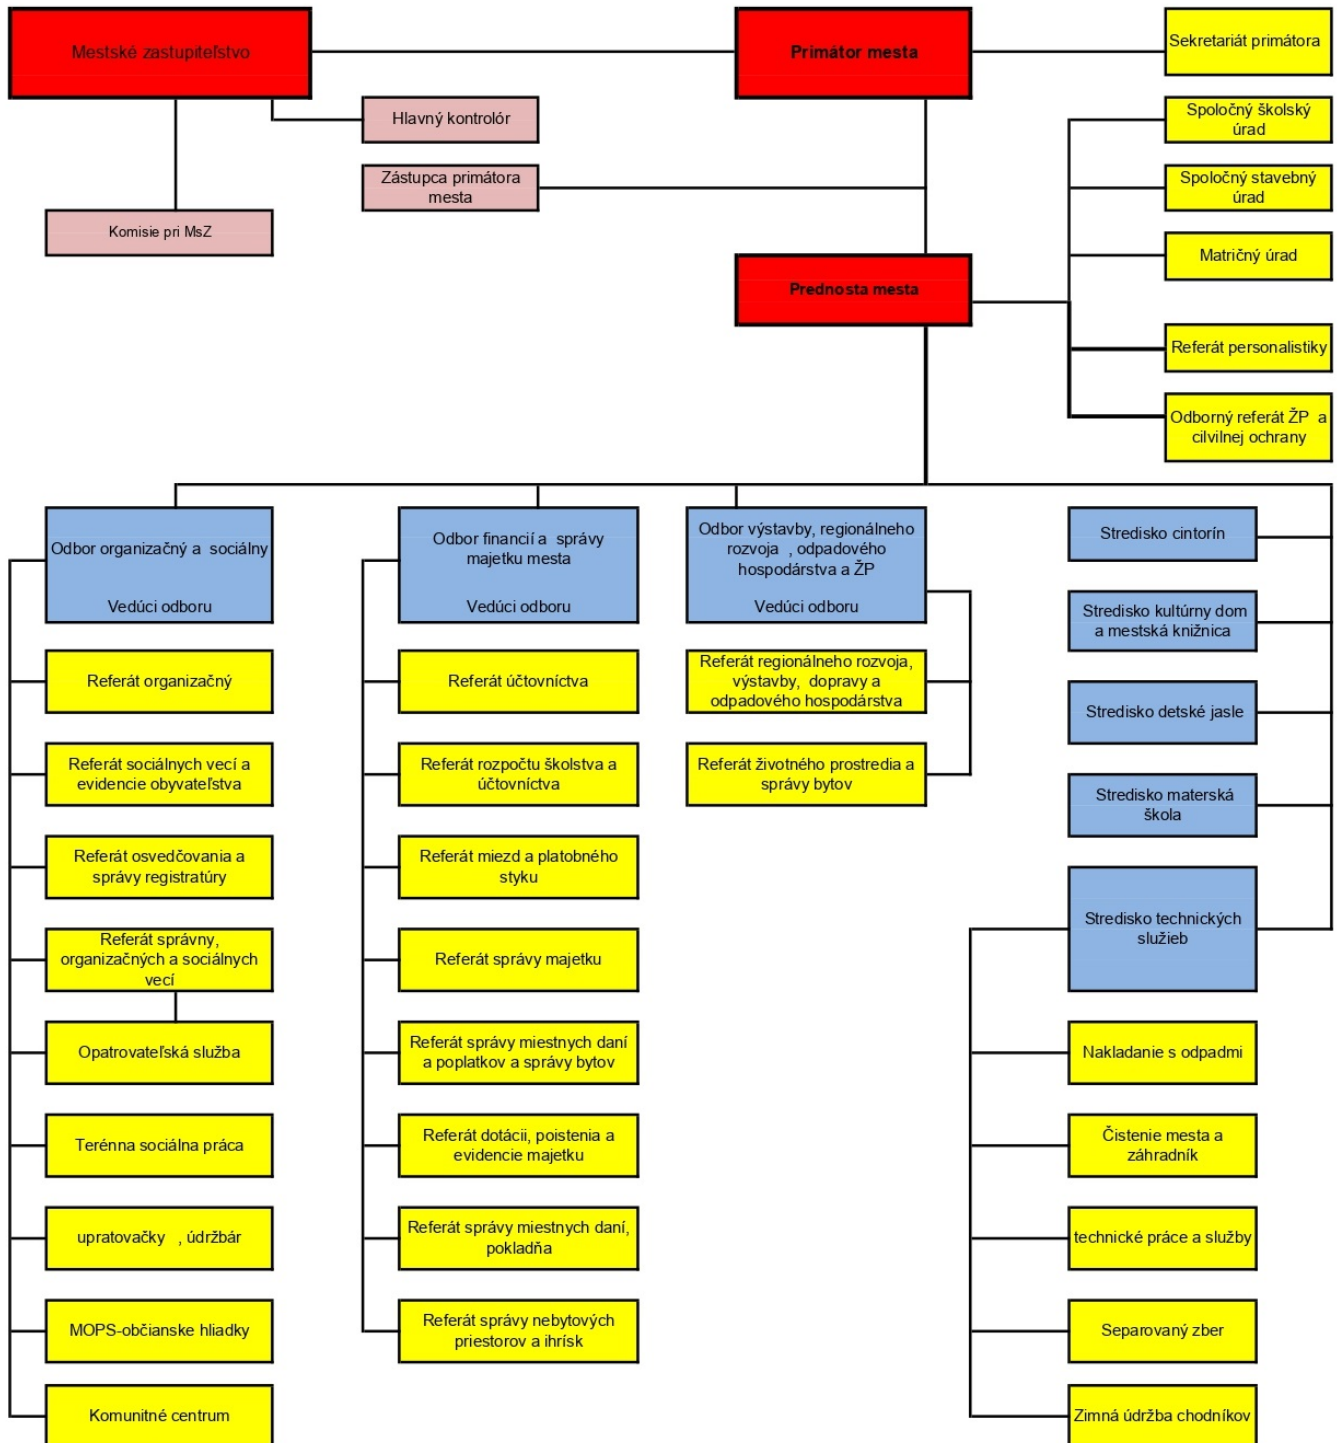 Mestské zastupiteľstvo
Primátor mesta
Sekretariát primátora
Hlavný kontrolór
Spoločný školský
úrad
Zástupca primátora
mesta
Spoločný stavebný
úrad
Komisie pri MsZ
Matričný úrad
Prednosta mesta
Referát personalistiky
Odborný referát ŽP a
cilvilnej ochrany
Odbor organizačný a sociálny
Vedúci odboru
Referát organizačný
Referát sociálnych vecí a
evidencie obyvateľstva
Referát osvedčovania a
správy registratúry
Referát správny,
organizačných a sociálnych
vecí
Opatrovateľská služba
Terénna sociálna práca
upratovačky , údržbár
MOPS-občianske hliadky
Komunitné centrum
Odbor financií a správy
majetku mesta
Vedúci odboru
Referát účtovníctva
Referát rozpočtu školstva a
účtovníctva
Referát miezd a platobného
styku
Referát správy majetku
Referát správy miestnych daní
a poplatkov a správy bytov
Referát dotácii, poistenia a
evidencie majetku
Referát správy miestnych daní,
pokladňa
Referát správy nebytových
priestorov a ihrísk
Odbor výstavby, regionálneho
rozvoja , odpadového
hospodárstva a ŽP
Vedúci odboru
Referát regionálneho rozvoja,
výstavby, dopravy a
odpadového hospodárstva
Referát životného prostredia a
správy bytov
Stredisko cintorín
Stredisko kultúrny dom
a mestská knižnica
Stredisko detské jasle
Stredisko materská
škola
Stredisko technických
služieb
Nakladanie s odpadmi
Čistenie mesta a
záhradník
technické práce a služby
Separovaný zber
Zimná údržba chodníkov